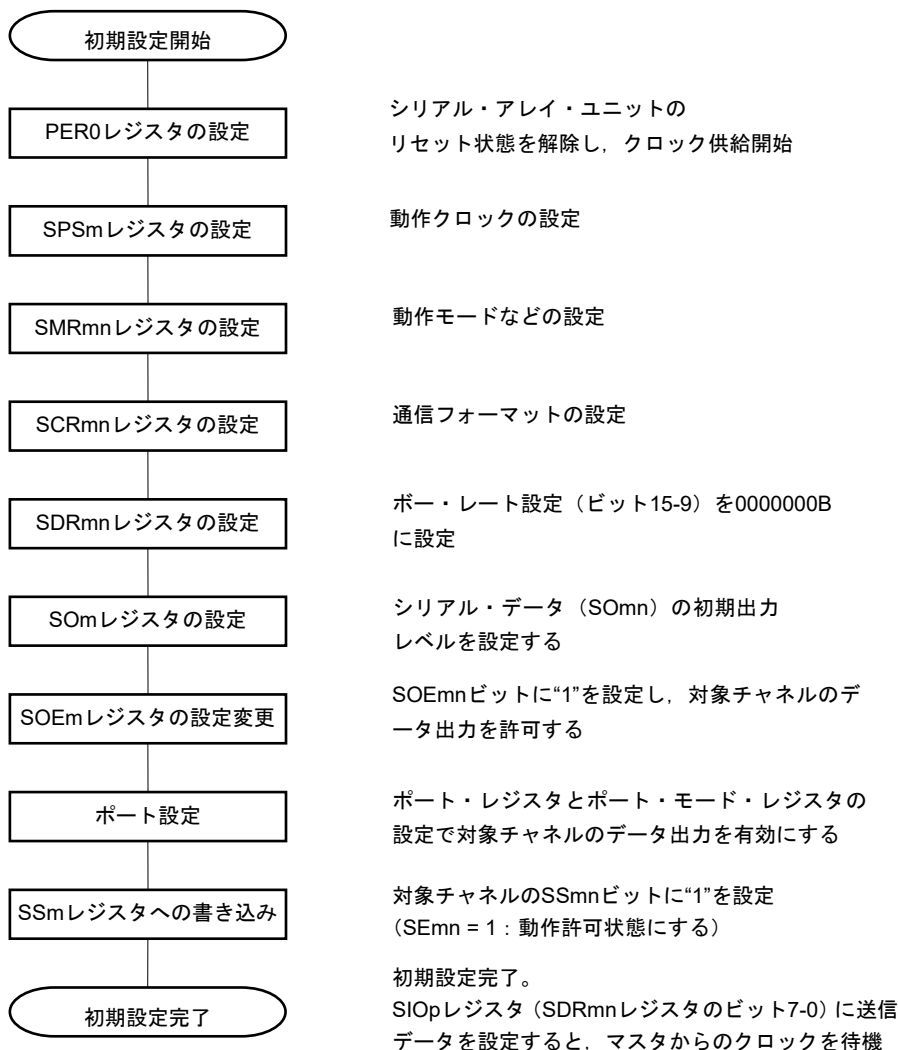 初期設定開始
PER0レジスタの設定
シリアル・アレイ・ユニットの
リセット状態を解除し，クロック供給開始
SPSmレジスタの設定
動作クロックの設定
SMRmnレジスタの設定
動作モードなどの設定
SCRmnレジスタの設定
通信フォーマットの設定
SDRmnレジスタの設定
ボー・レート設定（ビット15-9）を0000000B
に設定
SOmレジスタの設定
シリアル・データ（SOmn）の初期出力
レベルを設定する
SOEmレジスタの設定変更
SOEmnビットに“1”を設定し，対象チャネルのデ
ータ出力を許可する
ポート設定
ポート・レジスタとポート・モード・レジスタの
設定で対象チャネルのデータ出力を有効にする
SSmレジスタへの書き込み
対象チャネルのSSmnビットに“1”を設定
（SEmn = 1：動作許可状態にする）
初期設定完了
初期設定完了。
SIOpレジスタ（SDRmnレジスタのビット7-0）に送信
データを設定すると，マスタからのクロックを待機